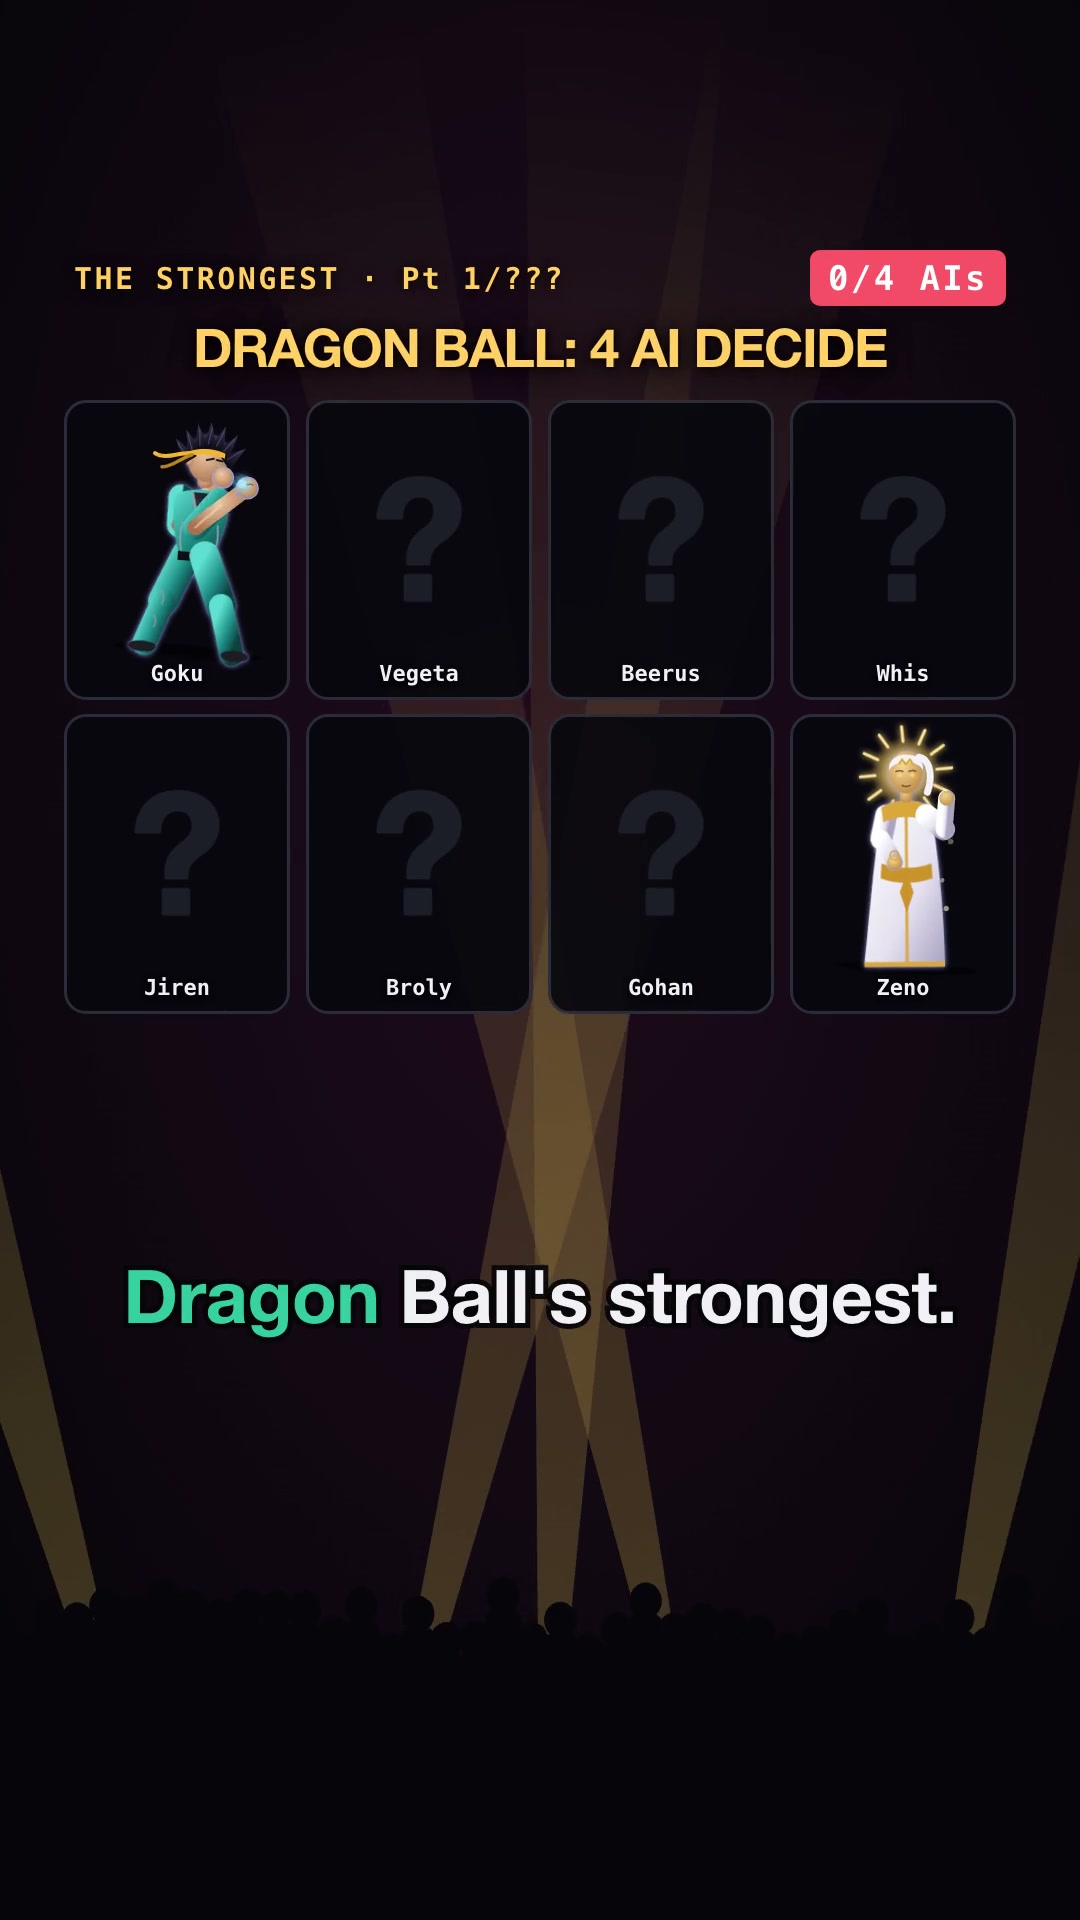 THE STRONGEST · Pt 1/???
0/4 AIs
DRAGON BALL: 4 AI DECIDE
?
?
?
Goku
Vegeta
Beerus
Whis
?
?
?
Jiren
Broly
Gohan
Zeno
Dragon Ball's strongest.